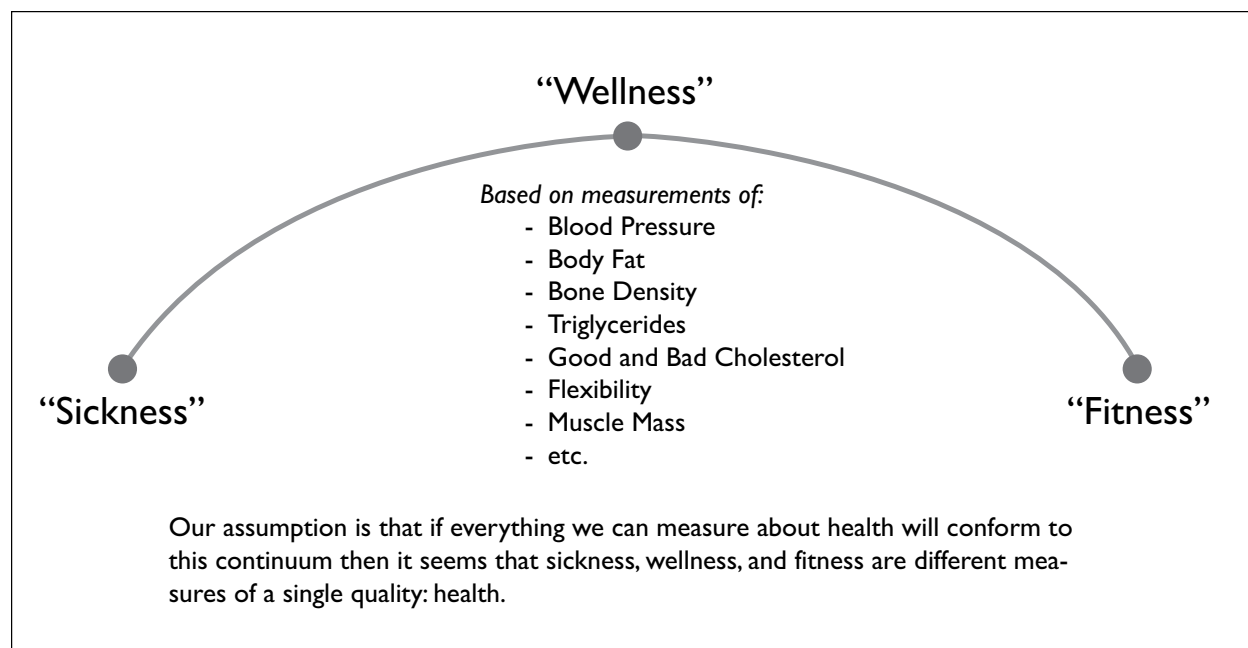 “Wellness”
Based on measurements of:
- Blood Pressure
- Body Fat
- Bone Density
- Triglycerides
- Good and Bad Cholesterol
- Flexibility
- Muscle Mass
- etc.
“Sickness”
“Fitness”
Our assumption is that if everything we can measure about health will conform to
this continuum then it seems that sickness, wellness, and fitness are different mea-
sures of a single quality: health.